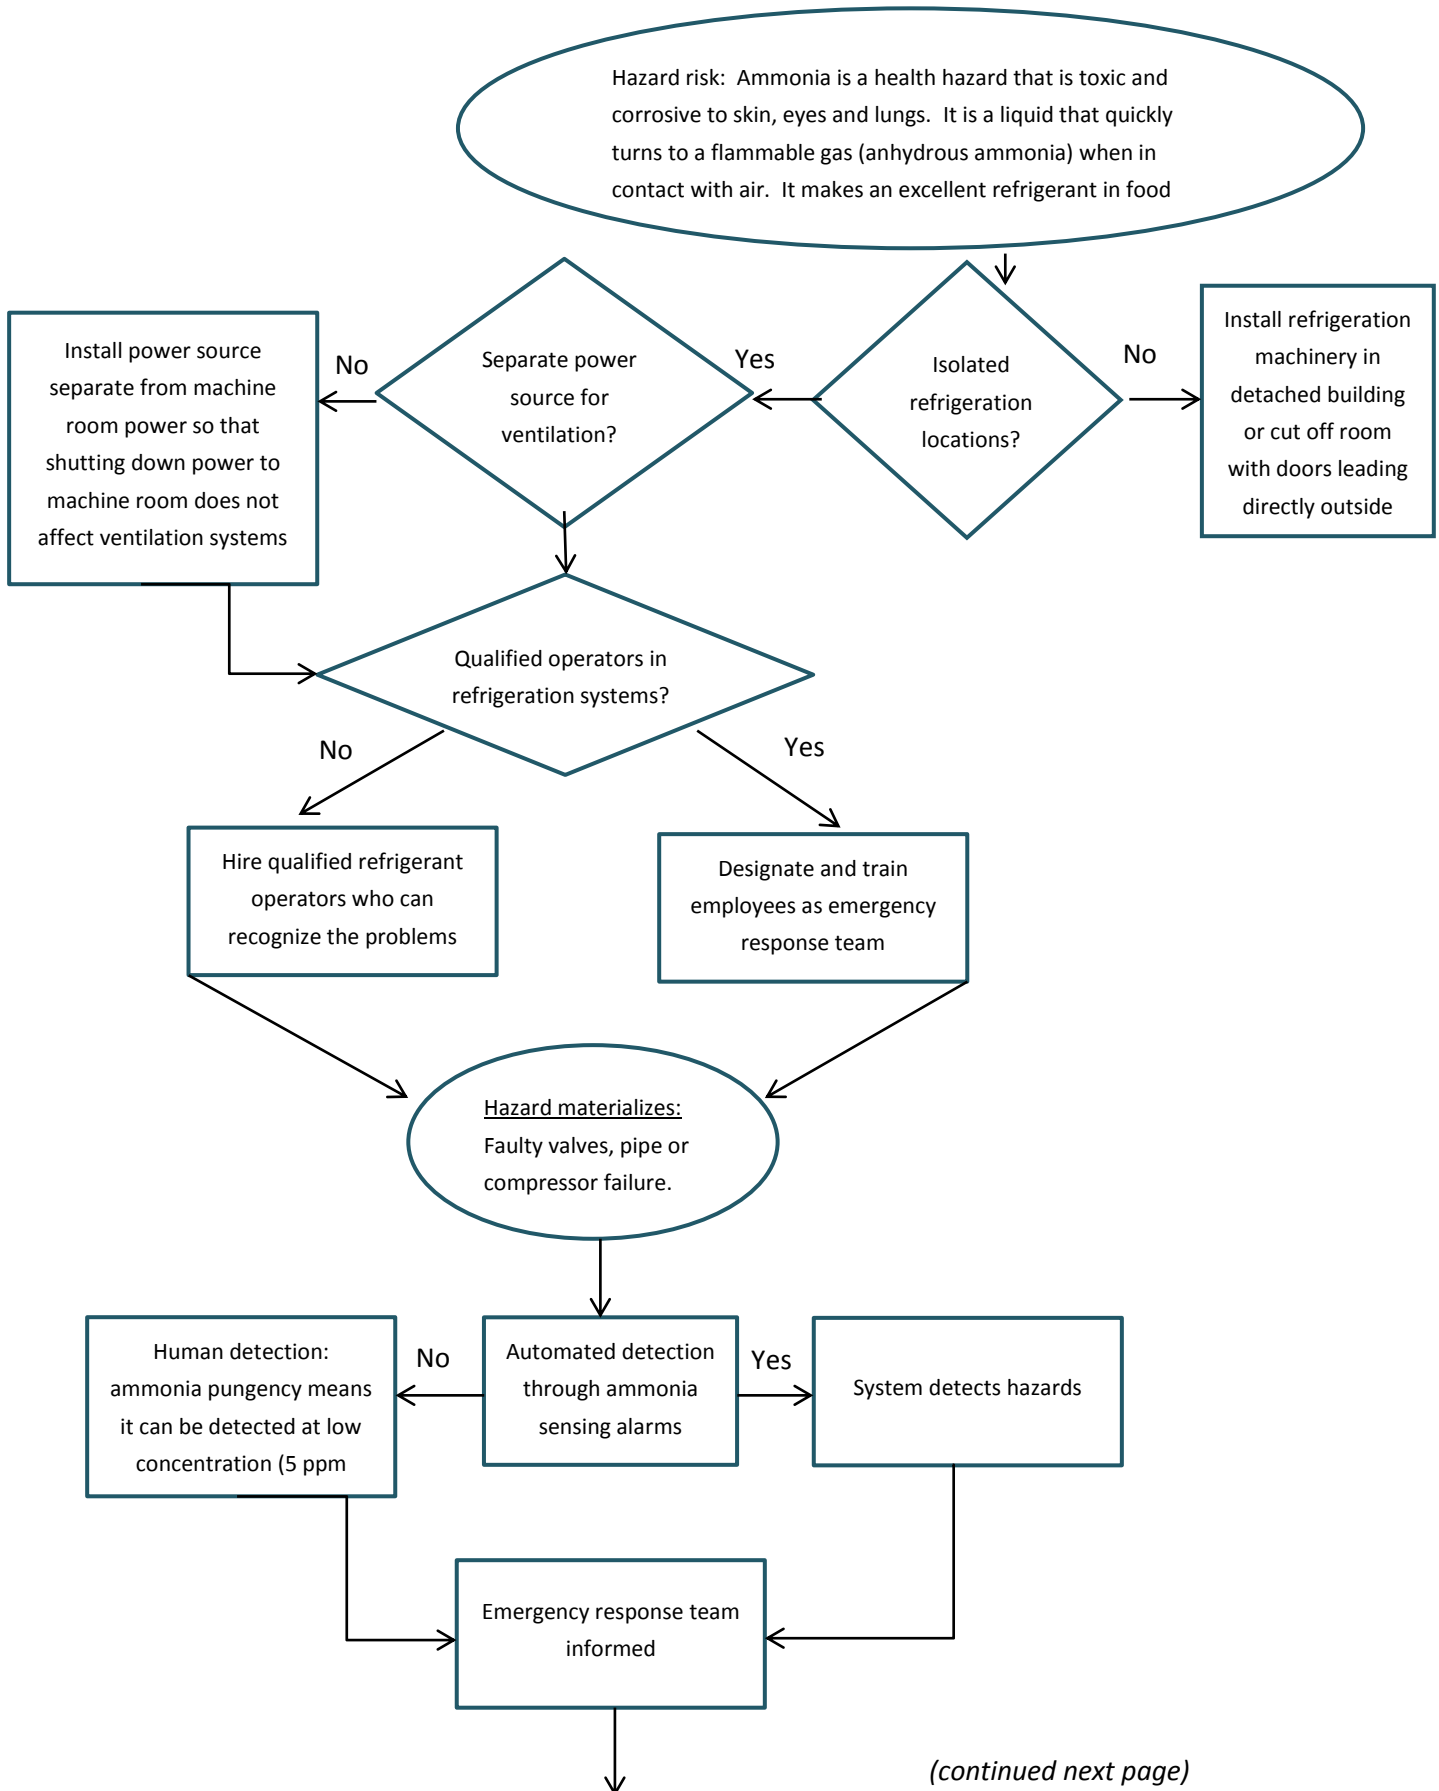 Hazard risk:  Ammonia is a health hazard that is toxic and
corrosive to skin, eyes and lungs.  It is a liquid that quickly
turns to a flammable gas (anhydrous ammonia) when in
contact with air.  It makes an excellent refrigerant in food
Isolated
refrigeration
locations?
No
Install refrigeration
machinery in
detached building
or cut off room
with doors leading
directly outside
Yes
Separate power
source for
ventilation?
No
Install power source
separate from machine
room power so that
shutting down power to
machine room does not
affect ventilation systems
Qualified operators in
refrigeration systems?
No
Yes
Hire qualified refrigerant
operators who can
recognize the problems
Designate and train
employees as emergency
response team
Hazard materializes:
Faulty valves, pipe or
compressor failure.
Automated detection
through ammonia
sensing alarms
No
Human detection:
ammonia pungency means
it can be detected at low
concentration (5 ppm
Yes
System detects hazards
Emergency response team
informed
(continued next page)